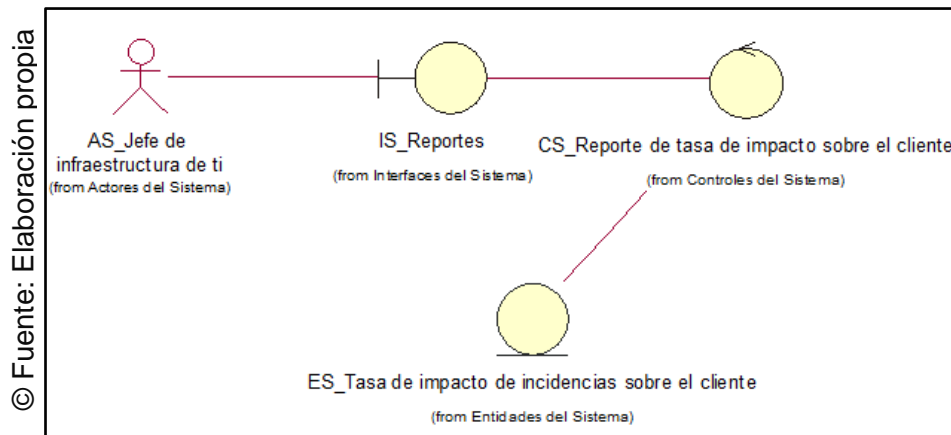 © Fuente: Elaboración propia
AS_Jefe de
infraestructura de ti
(from Actores del Sistema)
IS_Reportes
(from Interfaces del Sistema)
CS_Reporte de tasa de impacto sobre el cliente
(from Controles del Sistema)
ES_Tasa de impacto de incidencias sobre el cliente
(from Entidades del Sistema)